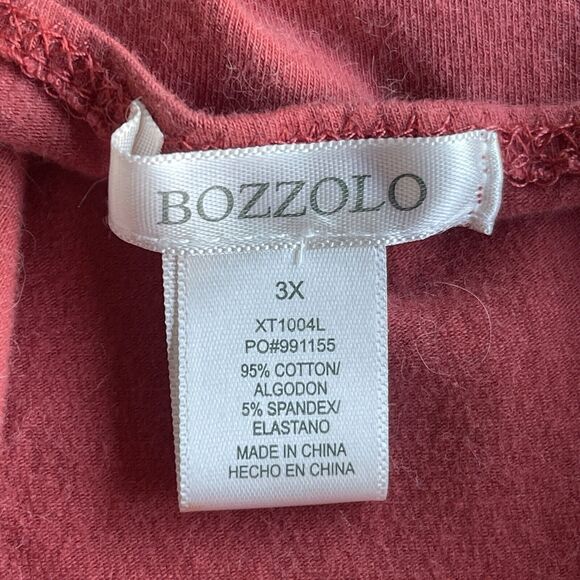 BOZZOLO
3X
XT1004L
PO#991155
95% COTTON/
ALGODON
5% SPANDEX/
ELASTANO
MADE IN CHINA
HECHO EN CHINA